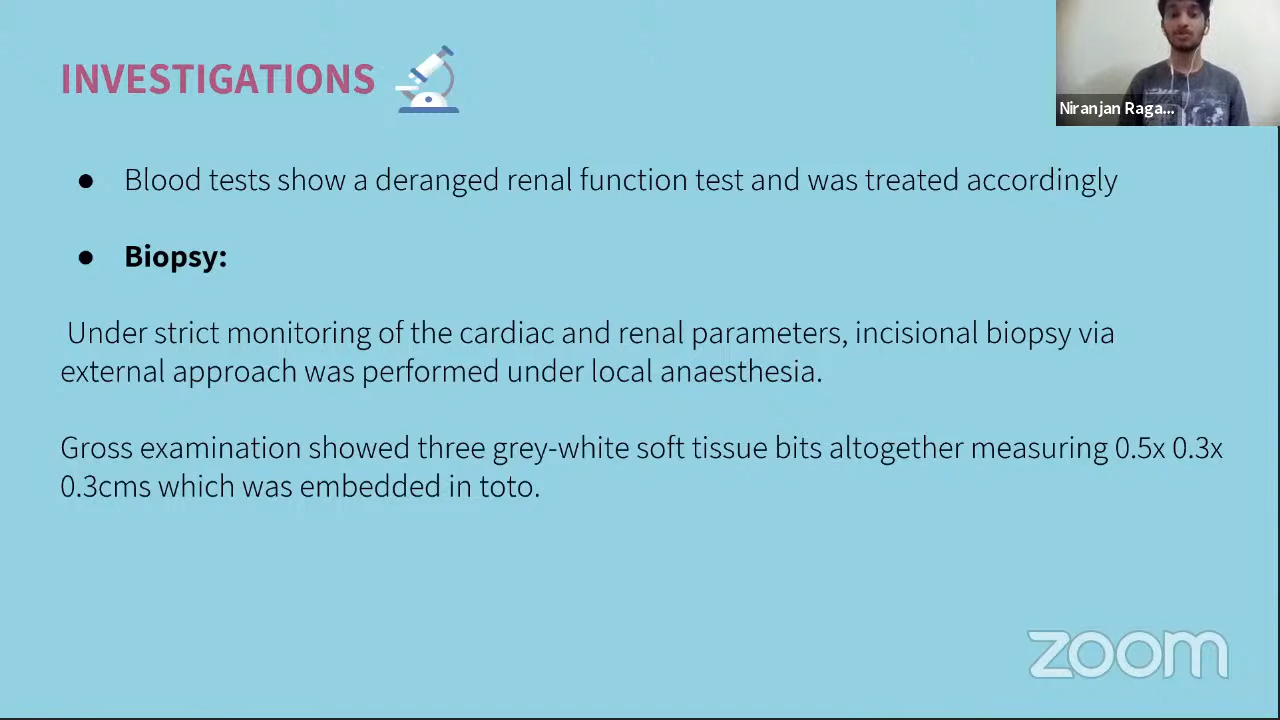 INVESTIGATIONS
Niranjan Raga...
● Blood tests show a deranged renal function test and was treated accordingly
● Biopsy:
Under strict monitoring of the cardiac and renal parameters, incisional biopsy via
external approach was performed under local anaesthesia.
Gross examination showed three grey-white soft tissue bits altogether measuring 0.5x 0.3x
0.3cms which was embedded in toto.
zoom